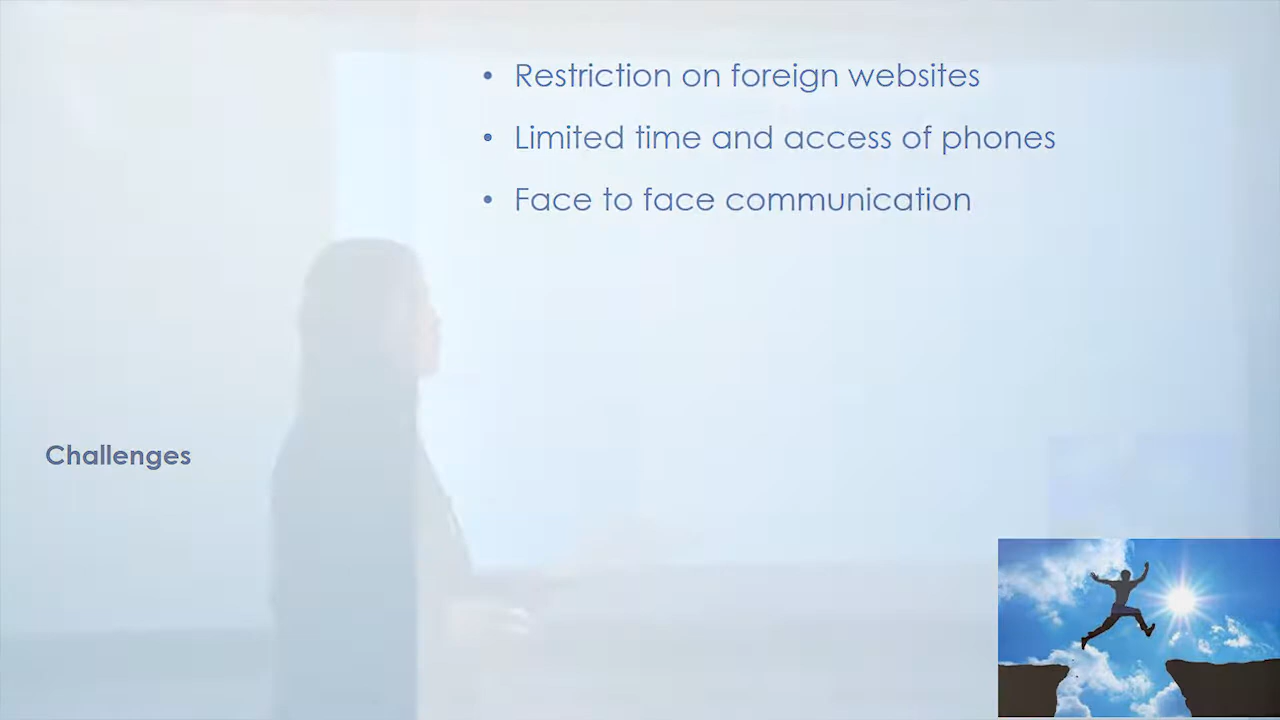 • Restriction on foreign websites
• Limited time and access of phones
• Face to face communication
Challenges